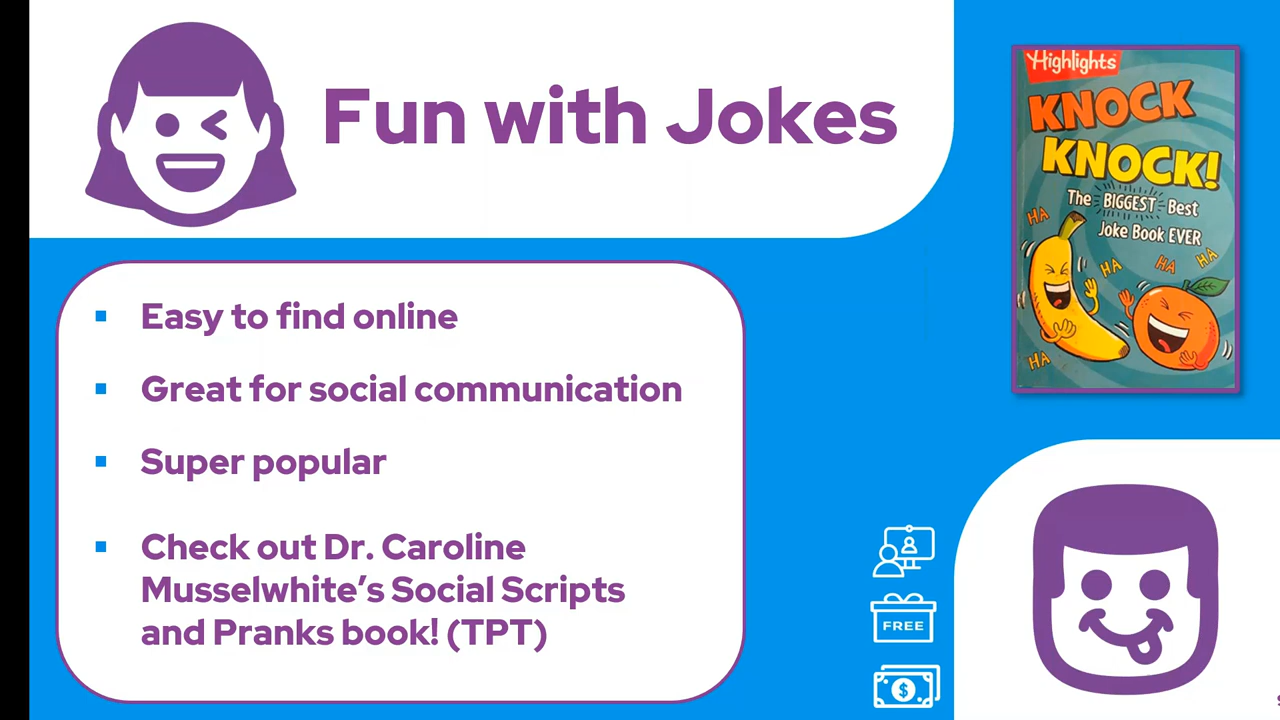 Fun with Jokes
Highlights
KNOCK
KNOCK!
The BIGGEST Best
Joke Book EVER
HA
HA
HA
HA
HA
Easy to find online
Great for social communication
Super popular
Check out Dr. Caroline
Musselwhite’s Social Scripts
and Pranks book! (TPT)
FREE
$